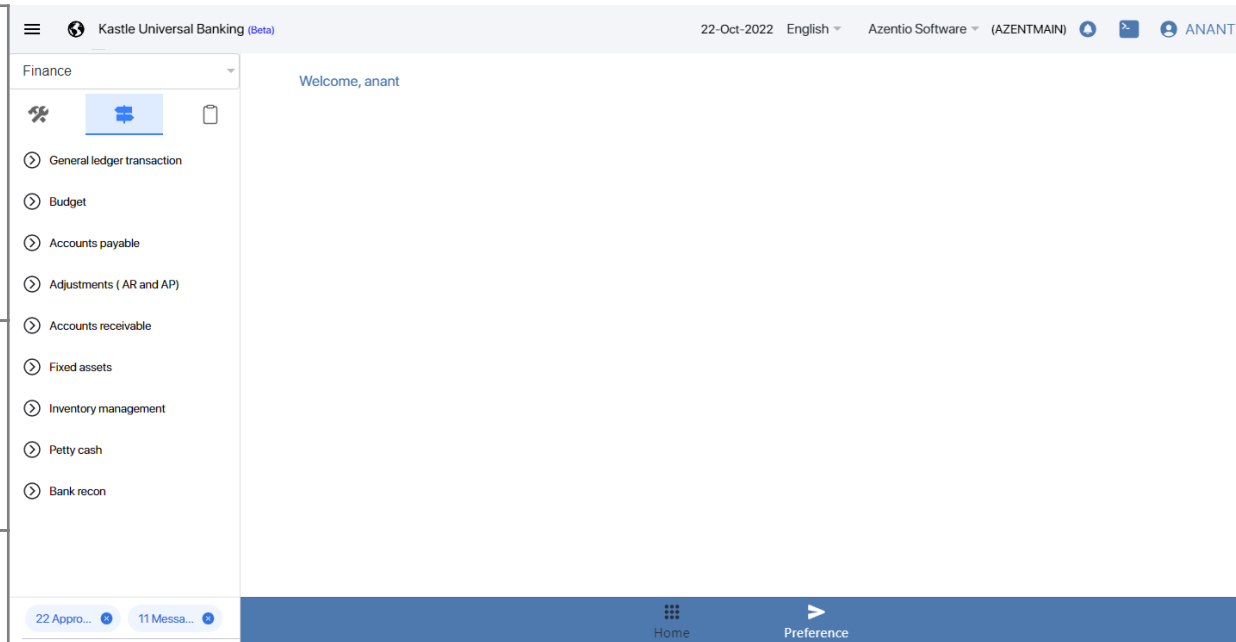 Kastle Universal Banking (Beta) 22-Oct-2022 English Azentio Software (AZENTMAIN) ANANT
Finance
Welcome, anant
General ledger transaction
Budget
Accounts payable
Adjustments ( AR and AP)
Accounts receivable
Fixed assets
Inventory management
Petty cash
Bank recon
22 Appro... 11 Messa...
Home Preference